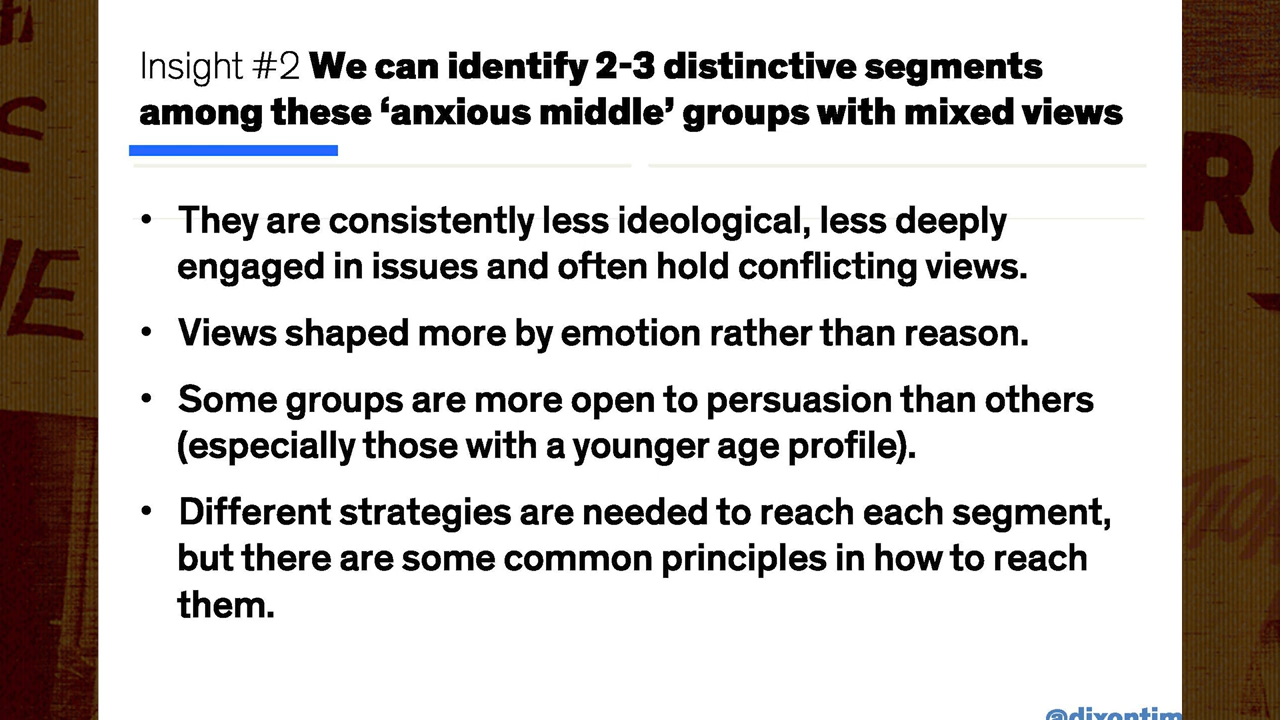 Insight #2 We can identify 2-3 distinctive segments
among these ‘anxious middle’ groups with mixed views
• They are consistently less ideological, less deeply
engaged in issues and often hold conflicting views.
• Views shaped more by emotion rather than reason.
• Some groups are more open to persuasion than others
(especially those with a younger age profile).
• Different strategies are needed to reach each segment,
but there are some common principles in how to reach
them.
@dixontim